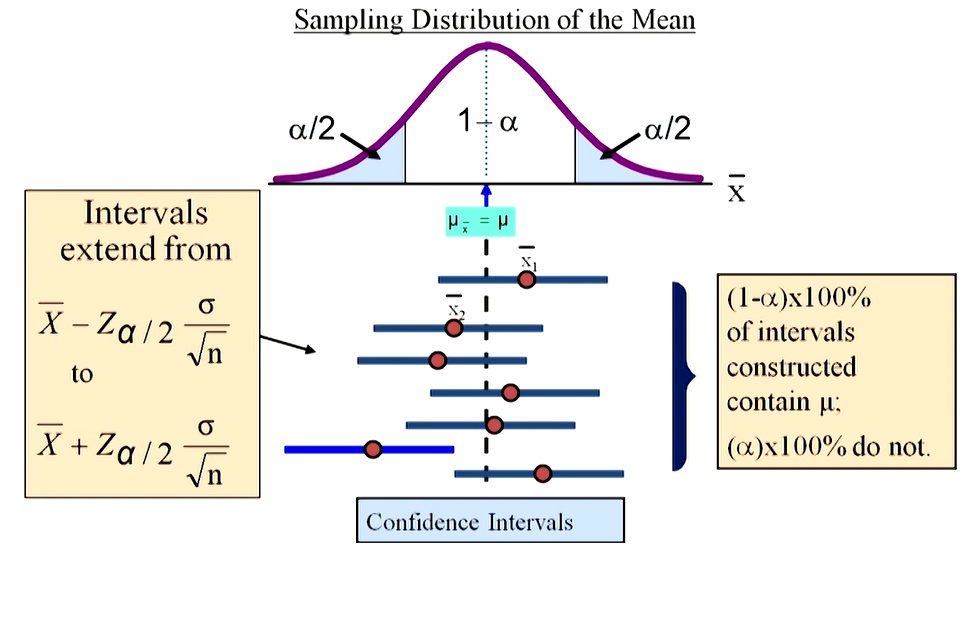 Sampling Distribution of the Mean
α/2
1 - α
α/2
x̄
μx̄ = μ
Intervals
extend from
X̄ − Zα/2 σ/√n
to
X̄ + Zα/2 σ/√n
x̄1
x̄2
(1-α)x100%
of intervals
constructed
contain μ;
(α)x100% do not.
Confidence Intervals